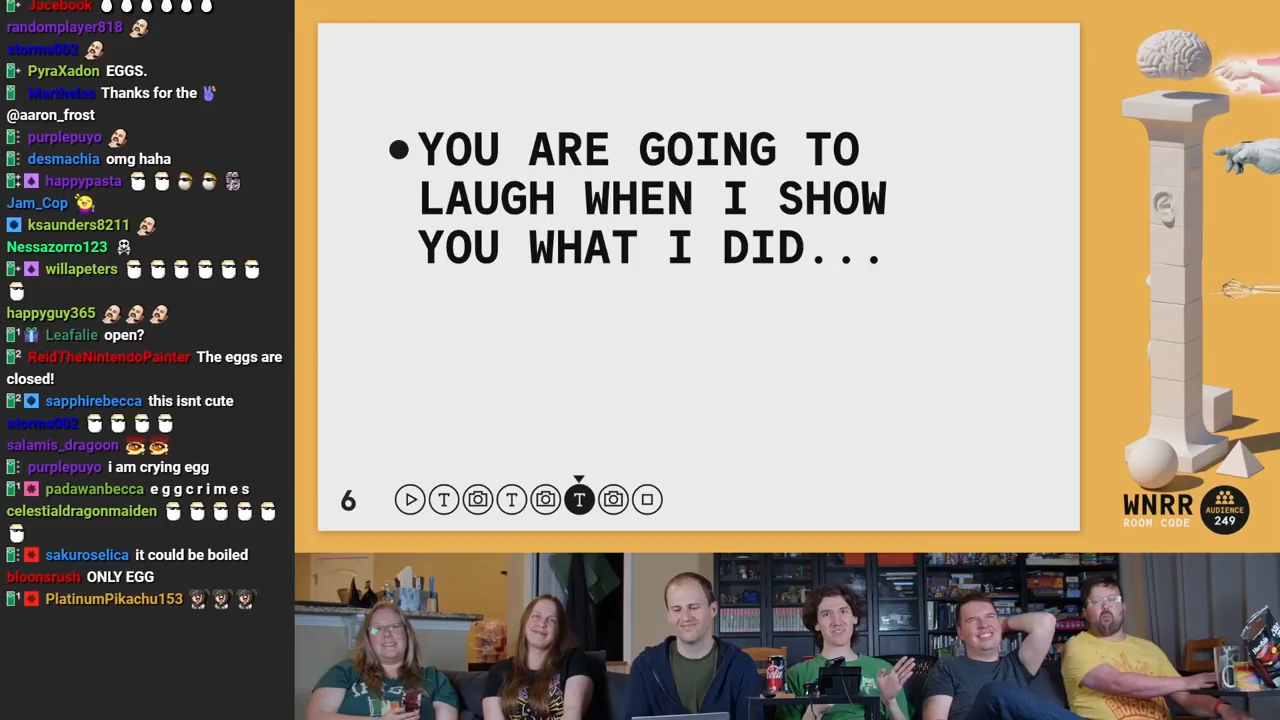 Jacebook
randomplayer818
storms002
PyraXadon EGGS.
Marthelas Thanks for the
@aaron_frost
purplepuyo
desmachia omg haha
happypasta
Jam_Cop
ksaunders8211
Nessazorro123
willapeters
happyguy365
Leafalie open?
ReidTheNintendoPainter The eggs are
closed!
sapphirebecca this isnt cute
storms002
salamis_dragoon
purplepuyo i am crying egg
padawanbecca e g g c r i m e s
celestialdragonmaiden
sakuroselica it could be boiled
bloonsrush ONLY EGG
PlatinumPikachu153
•YOU ARE GOING TO
LAUGH WHEN I SHOW
YOU WHAT I DID...
6 T T T
WNRR
ROOM CODE
AUDIENCE
249